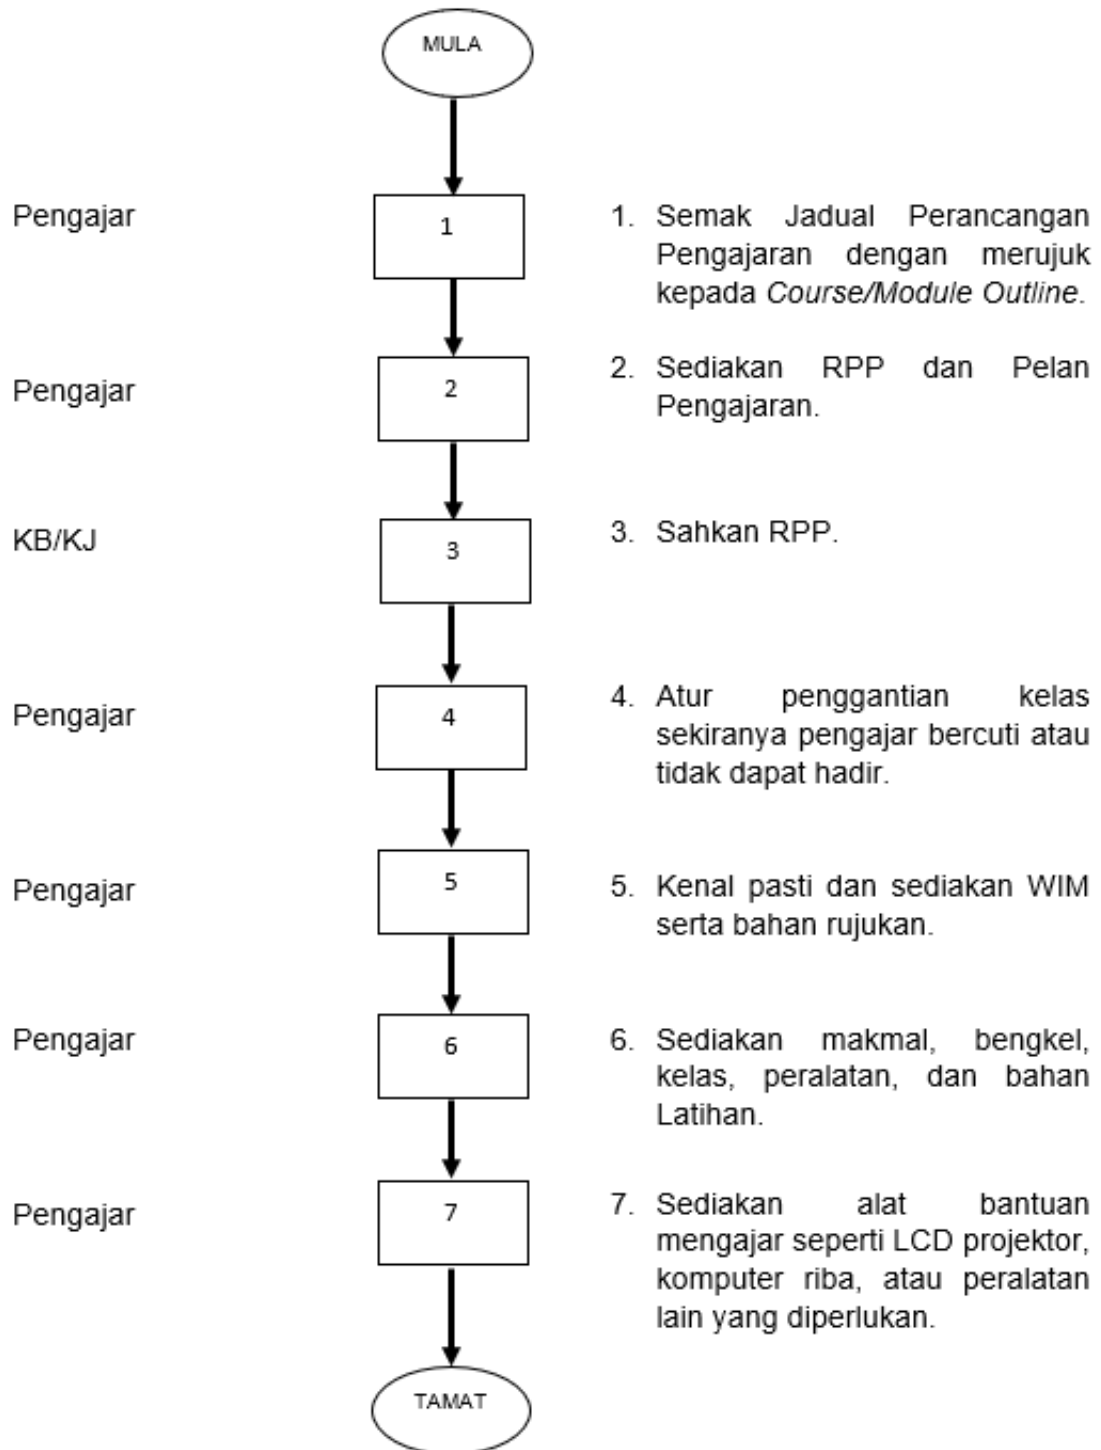 MULA
Pengajar
1
1. Semak Jadual Perancangan
Pengajaran dengan merujuk
kepada Course/Module Outline.
Pengajar
2
2. Sediakan RPP dan Pelan
Pengajaran.
KB/KJ
3
3. Sahkan RPP.
Pengajar
4
4. Atur penggantian kelas
sekiranya pengajar bercuti atau
tidak dapat hadir.
Pengajar
5
5. Kenal pasti dan sediakan WIM
serta bahan rujukan.
Pengajar
6
6. Sediakan makmal, bengkel,
kelas, peralatan, dan bahan
Latihan.
Pengajar
7
7. Sediakan alat bantuan
mengajar seperti LCD projektor,
komputer riba, atau peralatan
lain yang diperlukan.
TAMAT